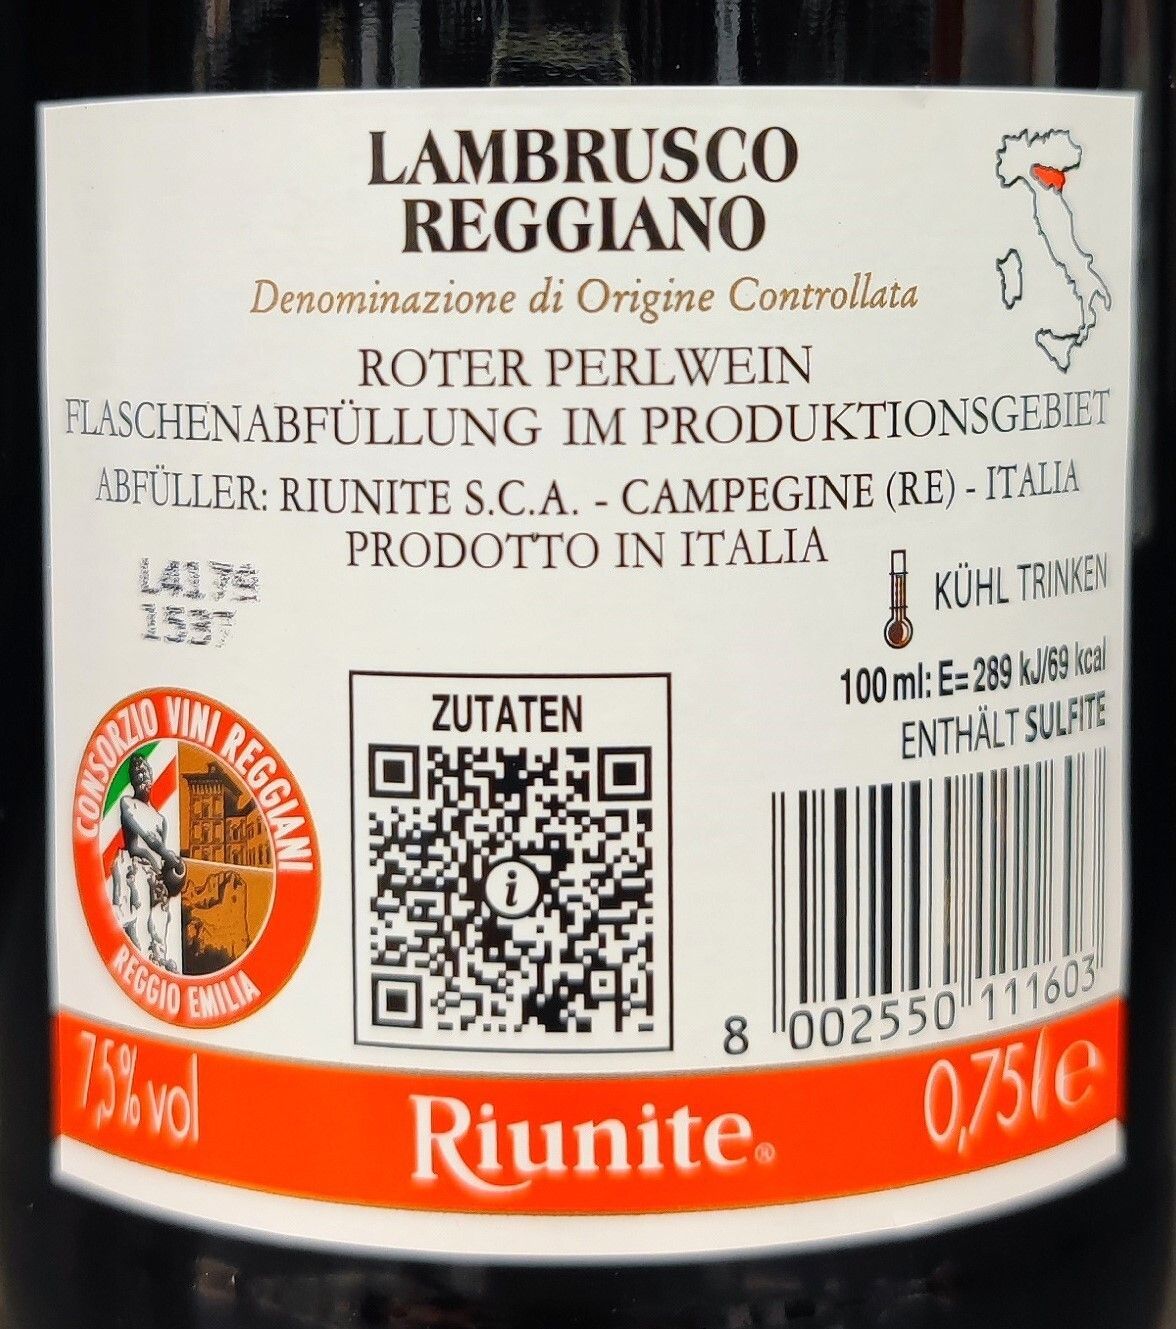 LAMBRUSCO
REGGIANO
Denominazione di Origine Controllata
ROTER PERLWEIN
FLASCHENABFÜLLUNG IM PRODUKTIONSGEBIET
ABFÜLLER: RIUNITE S.C.A. - CAMPEGINE (RE) - ITALIA
PRODOTTO IN ITALIA
KÜHL TRINKEN
100 ml: E= 289 kJ/69 kcal
ENTHÄLT SULFITE
ZUTATEN
i
CONSORZIO VINI REGGIANI
REGGIO EMILIA
8 002550 111603
7,5% vol
Riunite®
0,75 l e